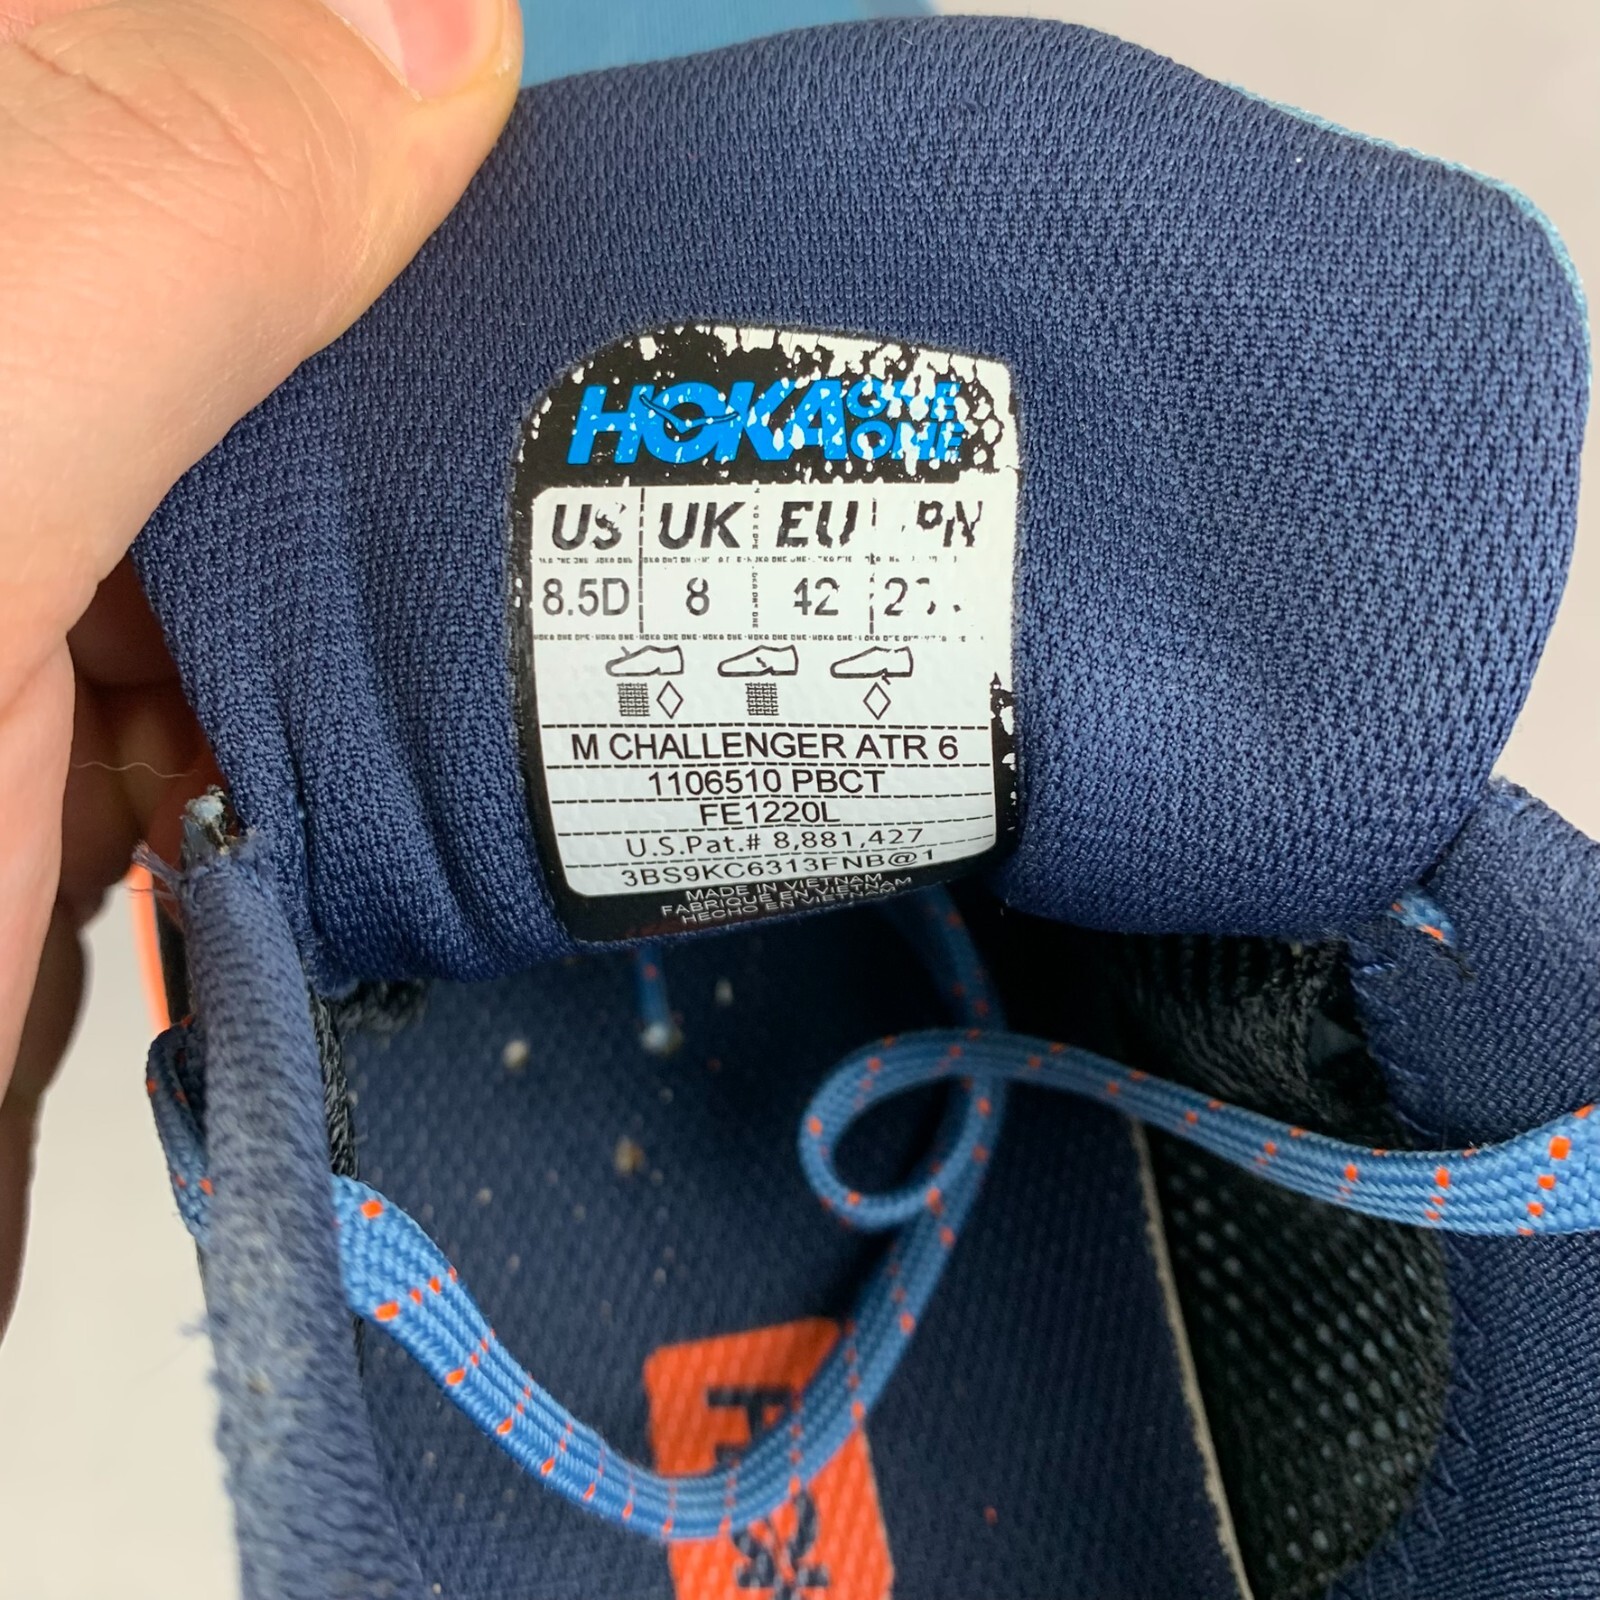 HOKA ONE ONE
US UK EU
8.5D 8 42
M CHALLENGER ATR 6
1106510 PBCT
FE1220L
U.S.Pat.# 8,881,427
3BS9KC6313FNB@1
MADE IN VIETNAM
FABRIQUE EN VIETNAM
HECHO EN VIETNAM